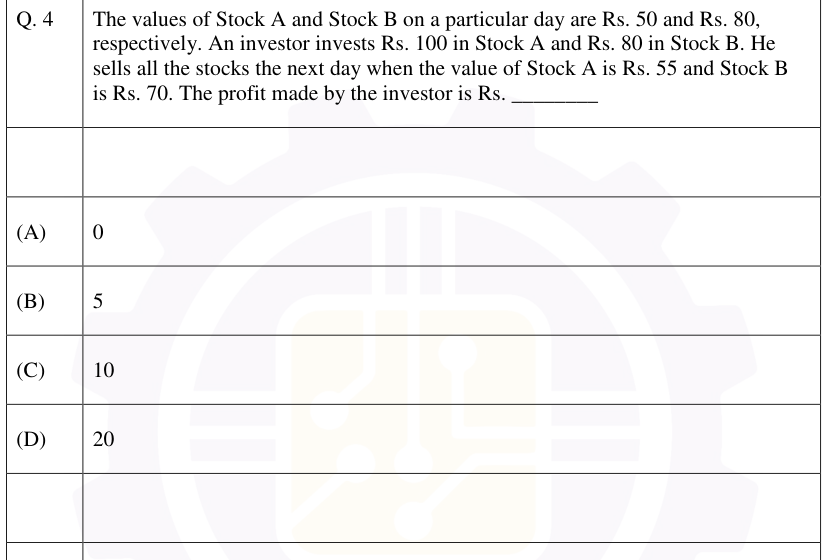 Q. 4
The values of Stock A and Stock B on a particular day are Rs. 50 and Rs. 80,
respectively. An investor invests Rs. 100 in Stock A and Rs. 80 in Stock B. He
sells all the stocks the next day when the value of Stock A is Rs. 55 and Stock B
is Rs. 70. The profit made by the investor is Rs. ________
(A) 0
(B) 5
(C) 10
(D) 20